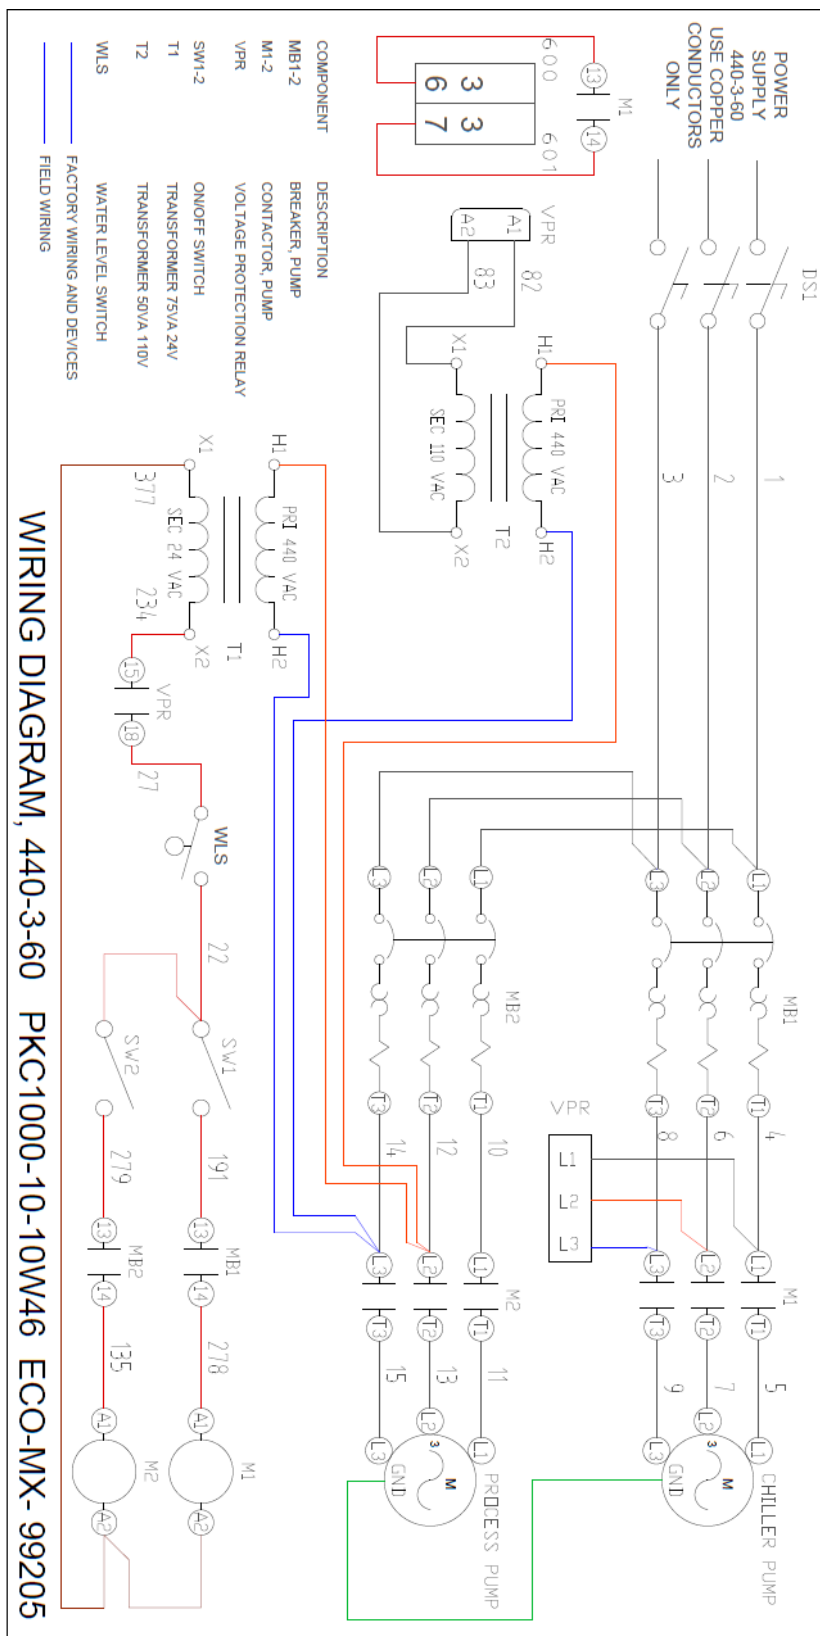 POWER
SUPPLY
440-3-60
USE COPPER
CONDUCTORS
ONLY
DS1
1
2
3
L1
L2
L3
MB1
T1
T2
T3
4
6
8
VPR
L1
L2
L3
L1
L2
L3
M1
T1
T2
T3
5
7
9
L1
L2
L3
M
3
GND
CHILLER PUMP
600
601
13
M1
14
3 3
6 7
VPR
A1
A2
82
83
X1
X2
H1
H2
PRI 440 VAC
SEC 110 VAC
T2
L1
L2
L3
MB2
T1
T2
T3
10
12
14
L1
L2
L3
M2
T1
T2
T3
11
13
15
L1
L2
L3
M
3
GND
PROCESS PUMP
COMPONENT DESCRIPTION
MB1-2 BREAKER, PUMP
M1-2 CONTACTOR, PUMP
VPR VOLTAGE PROTECTION RELAY
SW1-2 ON/OFF SWITCH
T1 TRANSFORMER 75VA 24V
T2 TRANSFORMER 50VA 110V
WLS WATER LEVEL SWITCH
FACTORY WIRING AND DEVICES
FIELD WIRING
H1
H2
PRI 440 VAC
T1
X1
X2
SEC 24 VAC
377
234
15
VPR
18
27
WLS
22
SW1
191
13
MB1
14
278
A1
M1
A2
SW2
279
13
MB2
14
135
A1
M2
A2
WIRING DIAGRAM, 440-3-60 PKC1000-10-10W46 ECO-MX- 99205